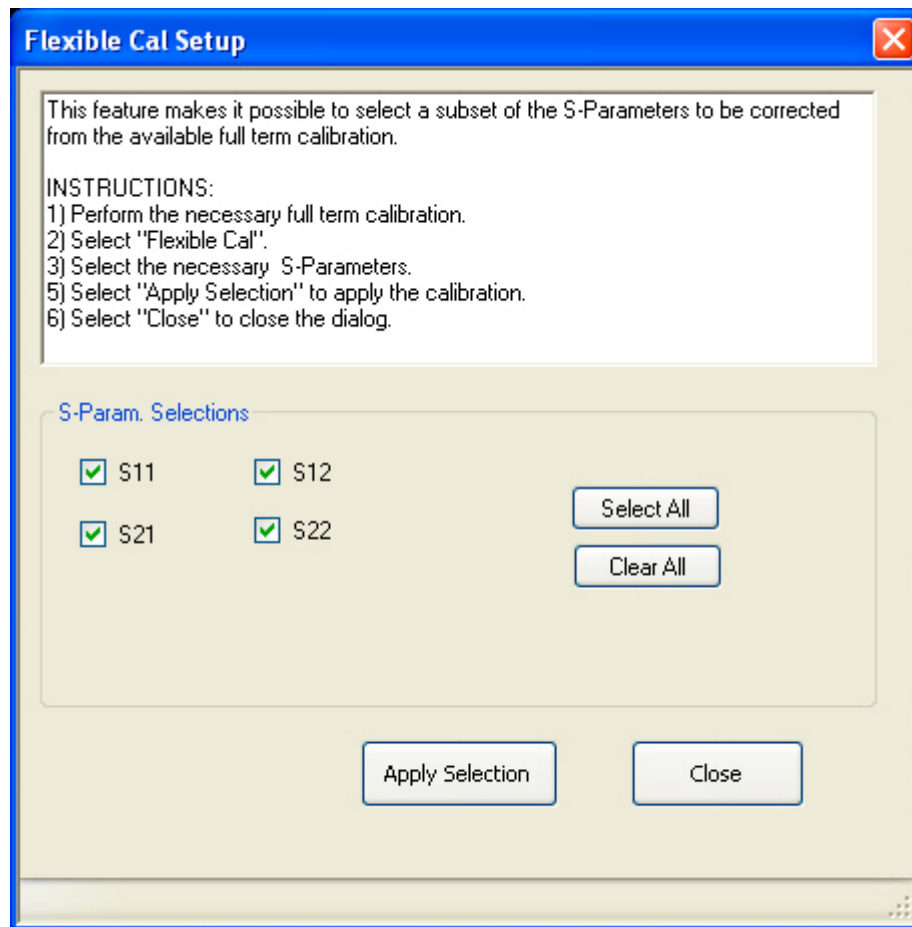 Flexible Cal Setup
This feature makes it possible to select a subset of the S-Parameters to be corrected
from the available full term calibration.
INSTRUCTIONS:
1) Perform the necessary full term calibration.
2) Select "Flexible Cal".
3) Select the necessary  S-Parameters.
5) Select "Apply Selection" to apply the calibration.
6) Select "Close" to close the dialog.
S-Param. Selections
S11 S12
Select All
S21 S22
Clear All
Apply Selection Close